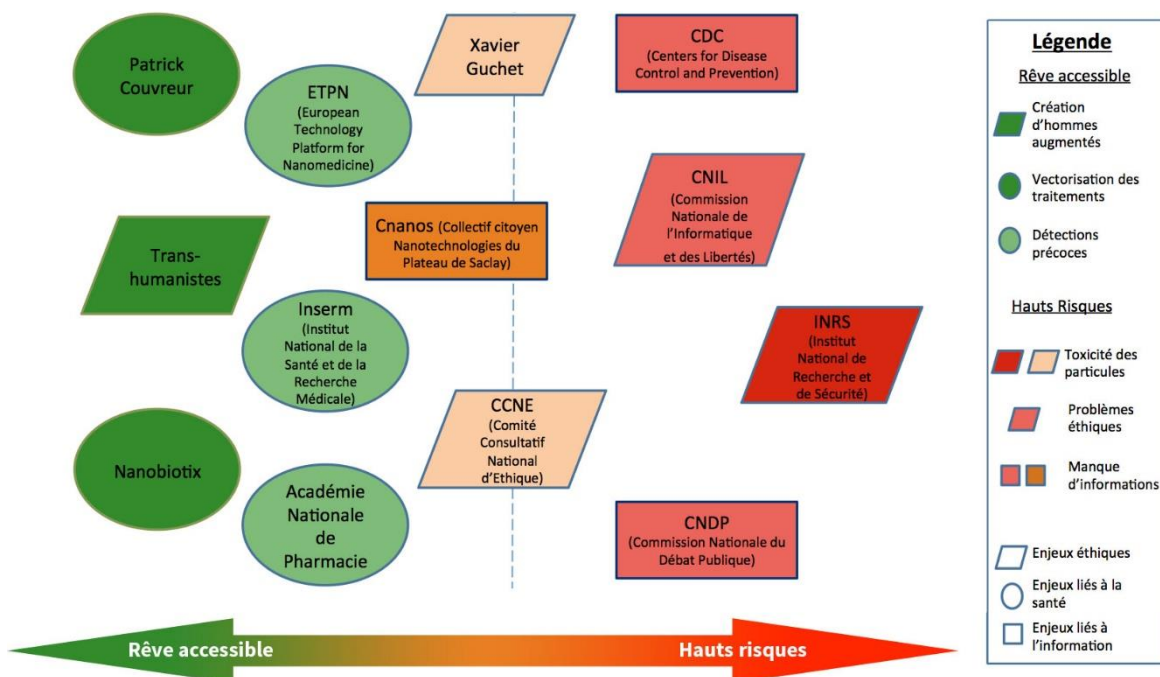 Patrick
Couvreur
ETPN
(European
Technology
Platform for
Nanomedicine)
Xavier
Guchet
CDC
(Centers for Disease
Control and Prevention)
CNIL
(Commission
Nationale de
l’Informatique
et des Libertés)
Cnanos (Collectif citoyen
Nanotechnologies du
Plateau de Saclay)
Trans-
humanistes
Inserm
(Institut
National de la
Santé et de la
Recherche
Médicale)
INRS
(Institut
National de
Recherche et
de Sécurité)
CCNE
(Comité
Consultatif
National
d’Ethique)
Nanobiotix
Académie
Nationale
de
Pharmacie
CNDP
(Commission Nationale du
Débat Publique)
Rêve accessible
Hauts risques
Légende
Rêve accessible
Création
d’hommes
augmentés
Vectorisation des
traitements
Détections
précoces
Hauts Risques
Toxicité des
particules
Problèmes
éthiques
Manque
d’informations
Enjeux éthiques
Enjeux liés à la
santé
Enjeux liés à
l’information